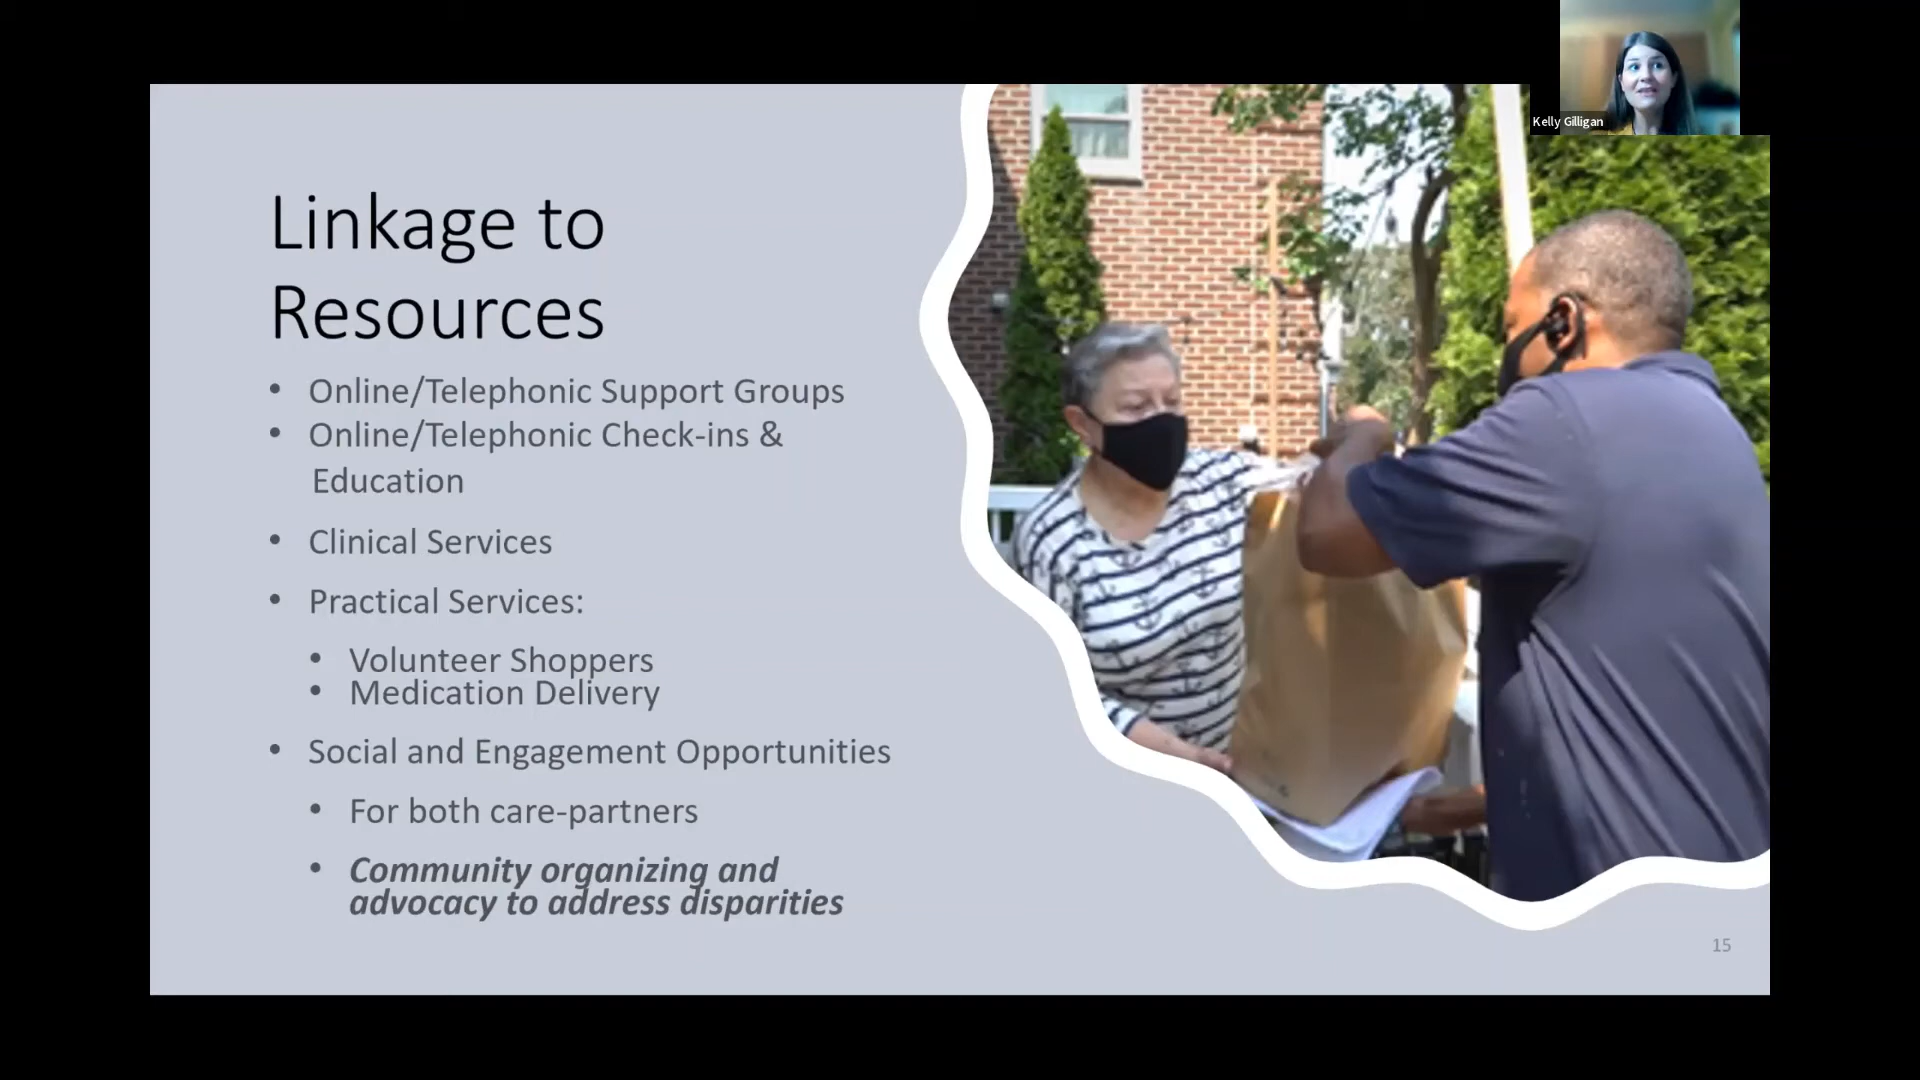 Kelly Gilligan
Linkage to
Resources
• Online/Telephonic Support Groups
• Online/Telephonic Check-ins &
Education
• Clinical Services
• Practical Services:
• Volunteer Shoppers
• Medication Delivery
• Social and Engagement Opportunities
• For both care-partners
• Community organizing and
advocacy to address disparities
15